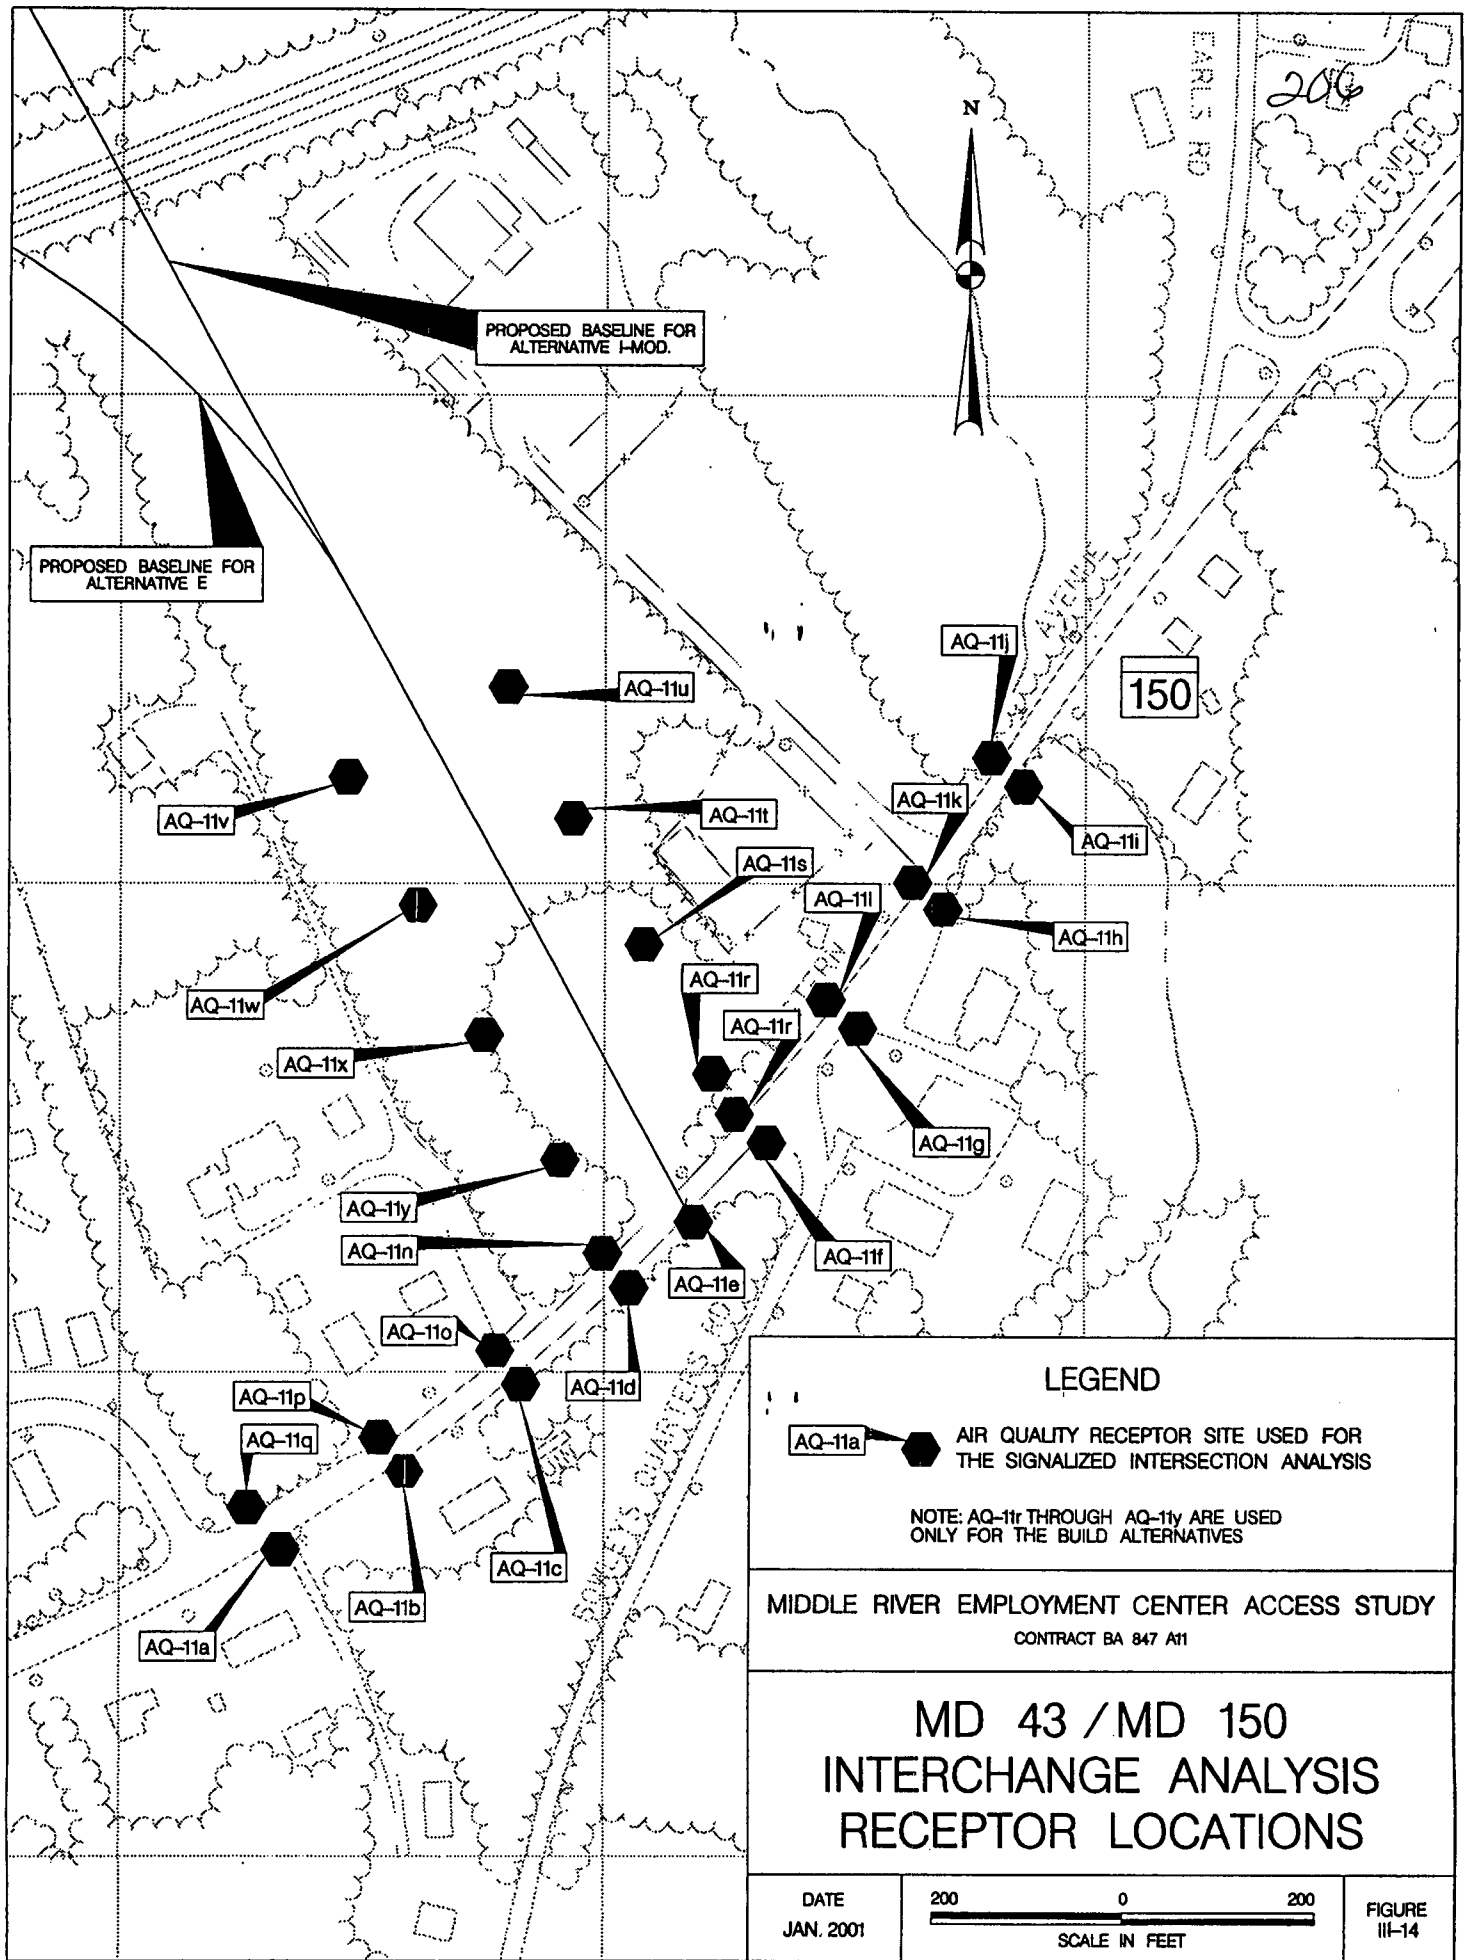 206
EARLS RD
EXTENDED
N
PROPOSED BASELINE FOR
ALTERNATIVE I-MOD.
PROPOSED BASELINE FOR
ALTERNATIVE E
AQ-11j
150
AQ-11u
AQ-11k
AQ-11v
AQ-11t
AQ-11i
AQ-11s
AQ-11l
AQ-11h
AQ-11r
AQ-11w
AQ-11r
AQ-11x
AQ-11g
AQ-11y
AQ-11n
AQ-11f
AQ-11e
AQ-11o
AQ-11d
AQ-11p
AQ-11q
AQ-11c
AQ-11b
AQ-11a
LEGEND
AQ-11a
AIR QUALITY RECEPTOR SITE USED FOR
THE SIGNALIZED INTERSECTION ANALYSIS
NOTE: AQ-11r THROUGH AQ-11y ARE USED
ONLY FOR THE BUILD ALTERNATIVES
MIDDLE RIVER EMPLOYMENT CENTER ACCESS STUDY
CONTRACT BA 847 A11
MD 43 / MD 150
INTERCHANGE ANALYSIS
RECEPTOR LOCATIONS
DATE
JAN. 2001
200 0 200
SCALE IN FEET
FIGURE
III-14